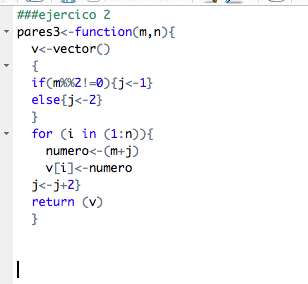 ###ejercico 2
pares3<-function(m,n){
v<-vector()
{
if(m%%2!=0){j<-1}
else{j<-2}
}
for (i in (1:n)){
numero<-(m+j)
v[i]<-numero
j<-j+2}
return (v)
}